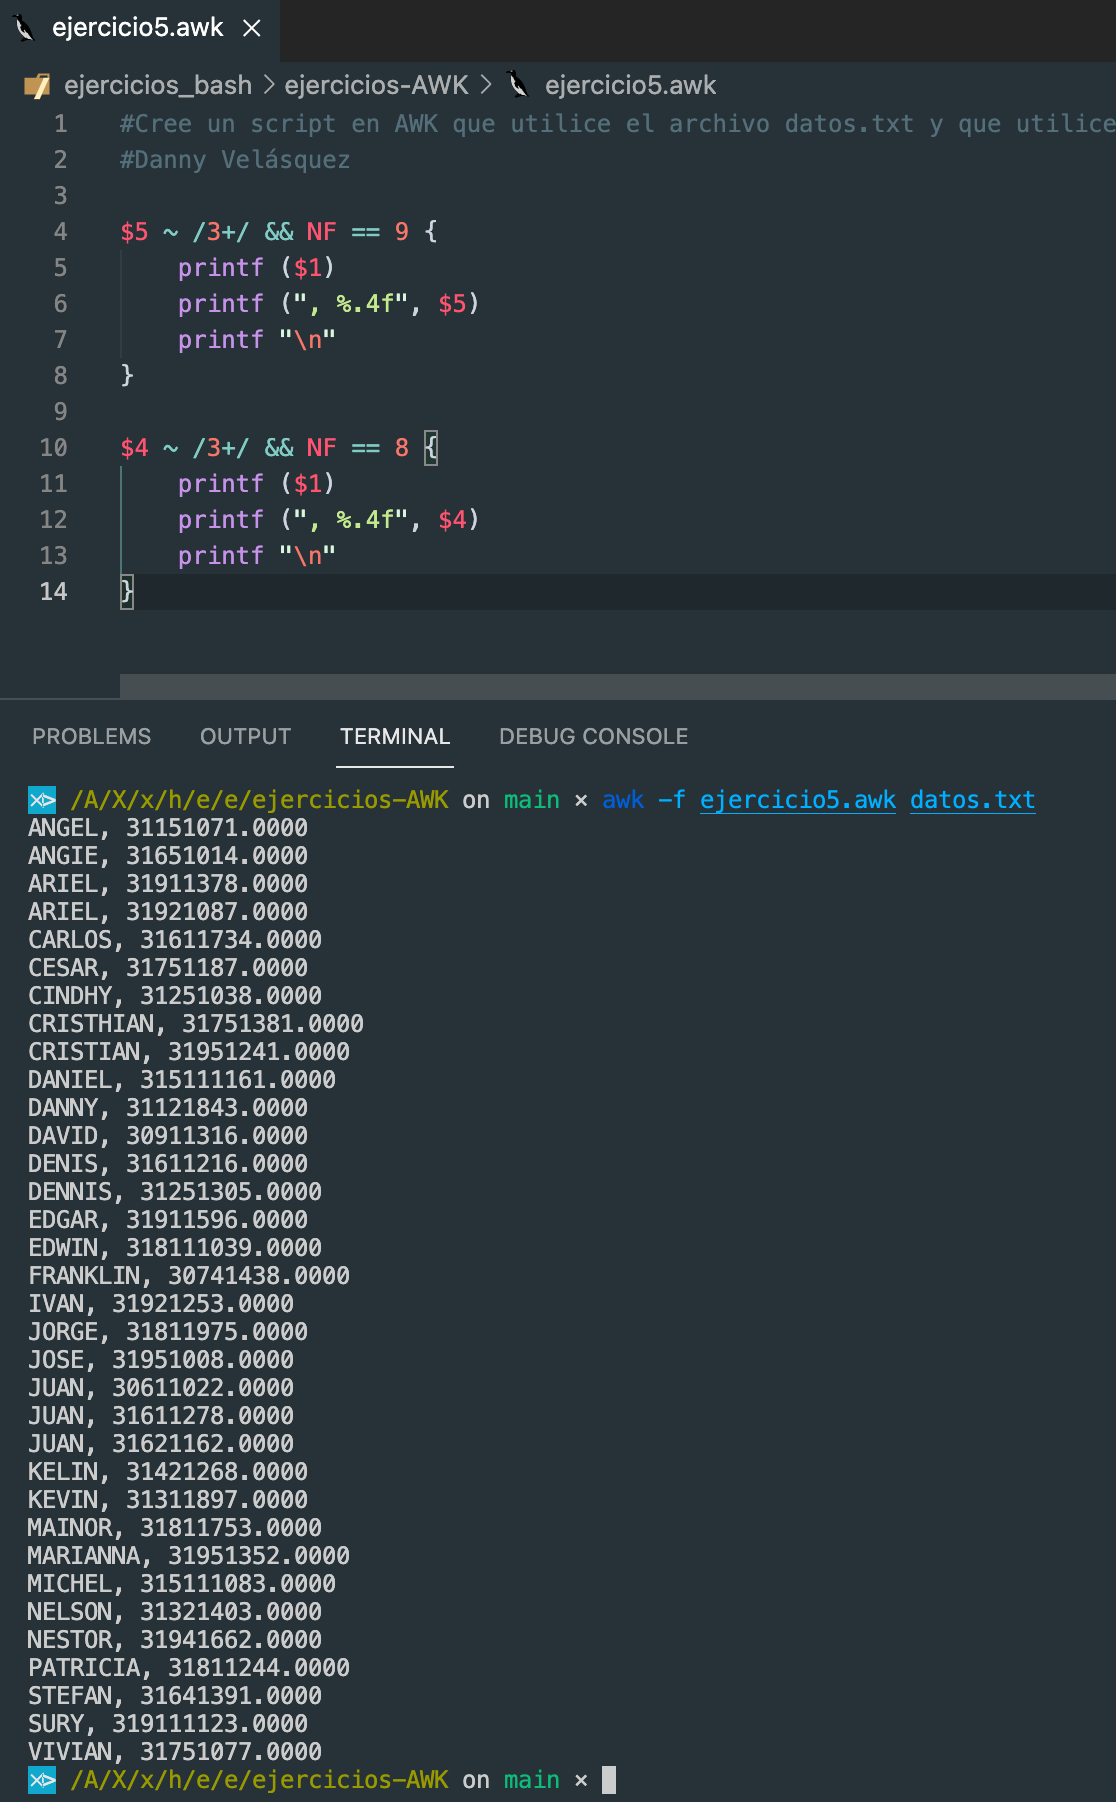 ejercicio5.awk ×
ejercicios_bash > ejercicios-AWK > ejercicio5.awk
1 #Cree un script en AWK que utilice el archivo datos.txt y que utilice
2 #Danny Velásquez
3
4 $5 ~ /3+/ && NF == 9 {
5 printf ($1)
6 printf (", %.4f", $5)
7 printf "\n"
8 }
9
10 $4 ~ /3+/ && NF == 8 {
11 printf ($1)
12 printf (", %.4f", $4)
13 printf "\n"
14 }
PROBLEMS OUTPUT TERMINAL DEBUG CONSOLE
/A/X/x/h/e/e/ejercicios-AWK on main × awk -f ejercicio5.awk datos.txt
ANGEL, 31151071.0000
ANGIE, 31651014.0000
ARIEL, 31911378.0000
ARIEL, 31921087.0000
CARLOS, 31611734.0000
CESAR, 31751187.0000
CINDHY, 31251038.0000
CRISTHIAN, 31751381.0000
CRISTIAN, 31951241.0000
DANIEL, 315111161.0000
DANNY, 31121843.0000
DAVID, 30911316.0000
DENIS, 31611216.0000
DENNIS, 31251305.0000
EDGAR, 31911596.0000
EDWIN, 318111039.0000
FRANKLIN, 30741438.0000
IVAN, 31921253.0000
JORGE, 31811975.0000
JOSE, 31951008.0000
JUAN, 30611022.0000
JUAN, 31611278.0000
JUAN, 31621162.0000
KELIN, 31421268.0000
KEVIN, 31311897.0000
MAINOR, 31811753.0000
MARIANNA, 31951352.0000
MICHEL, 315111083.0000
NELSON, 31321403.0000
NESTOR, 31941662.0000
PATRICIA, 31811244.0000
STEFAN, 31641391.0000
SURY, 319111123.0000
VIVIAN, 31751077.0000
/A/X/x/h/e/e/ejercicios-AWK on main ×